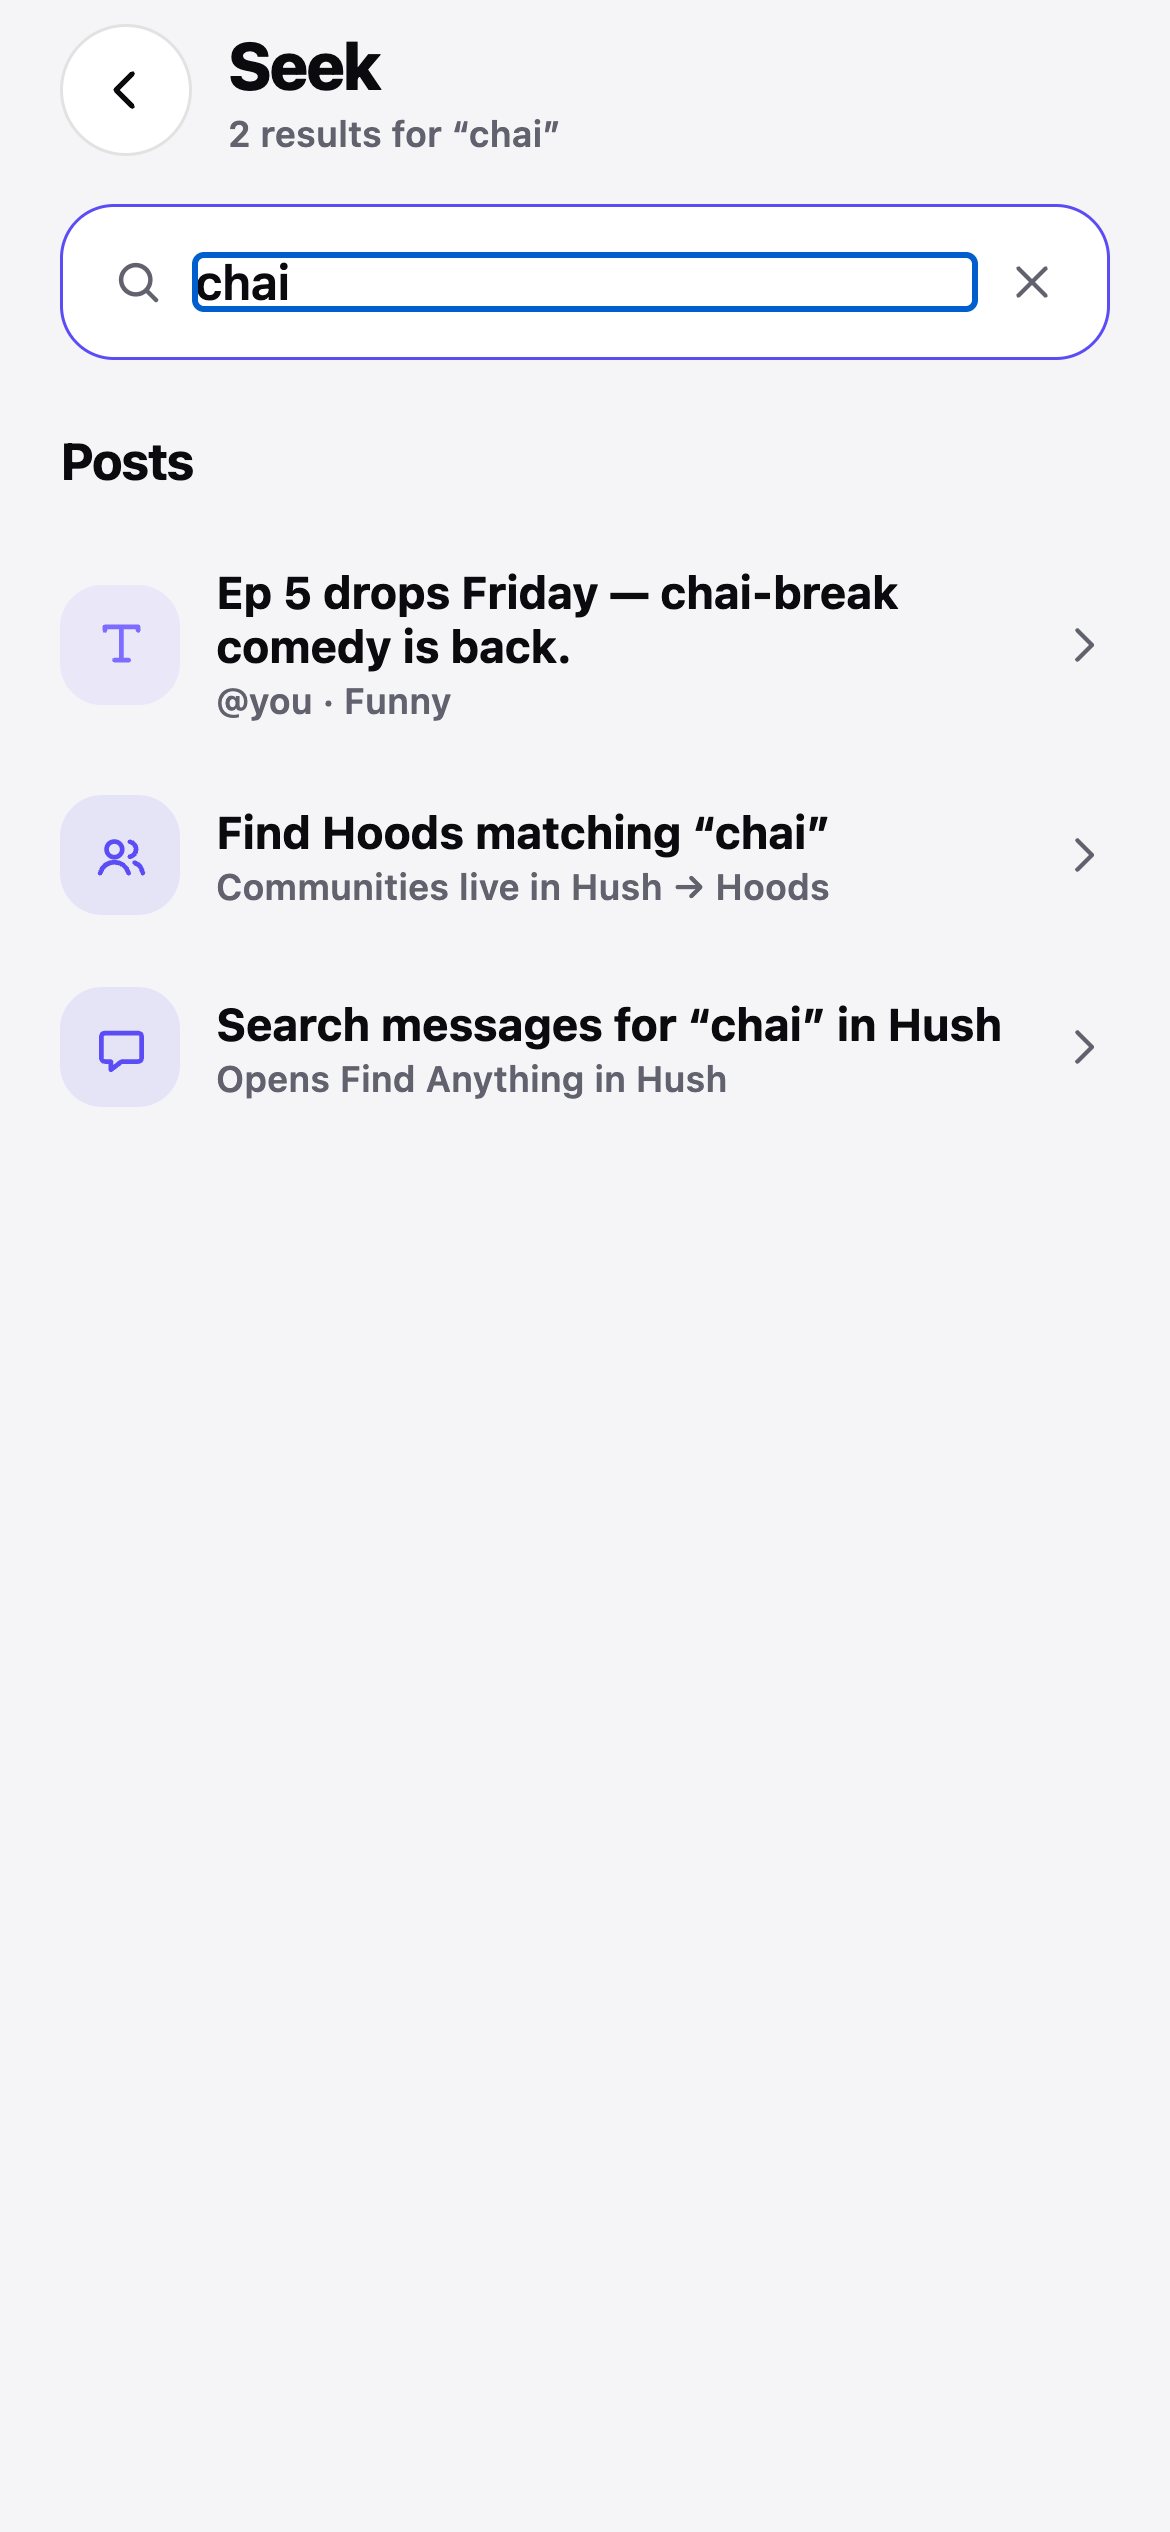 Seek
2 results for “chai”
chai
Posts
Ep 5 drops Friday — chai-break
comedy is back.
@you · Funny
Find Hoods matching “chai”
Communities live in Hush → Hoods
Search messages for “chai” in Hush
Opens Find Anything in Hush